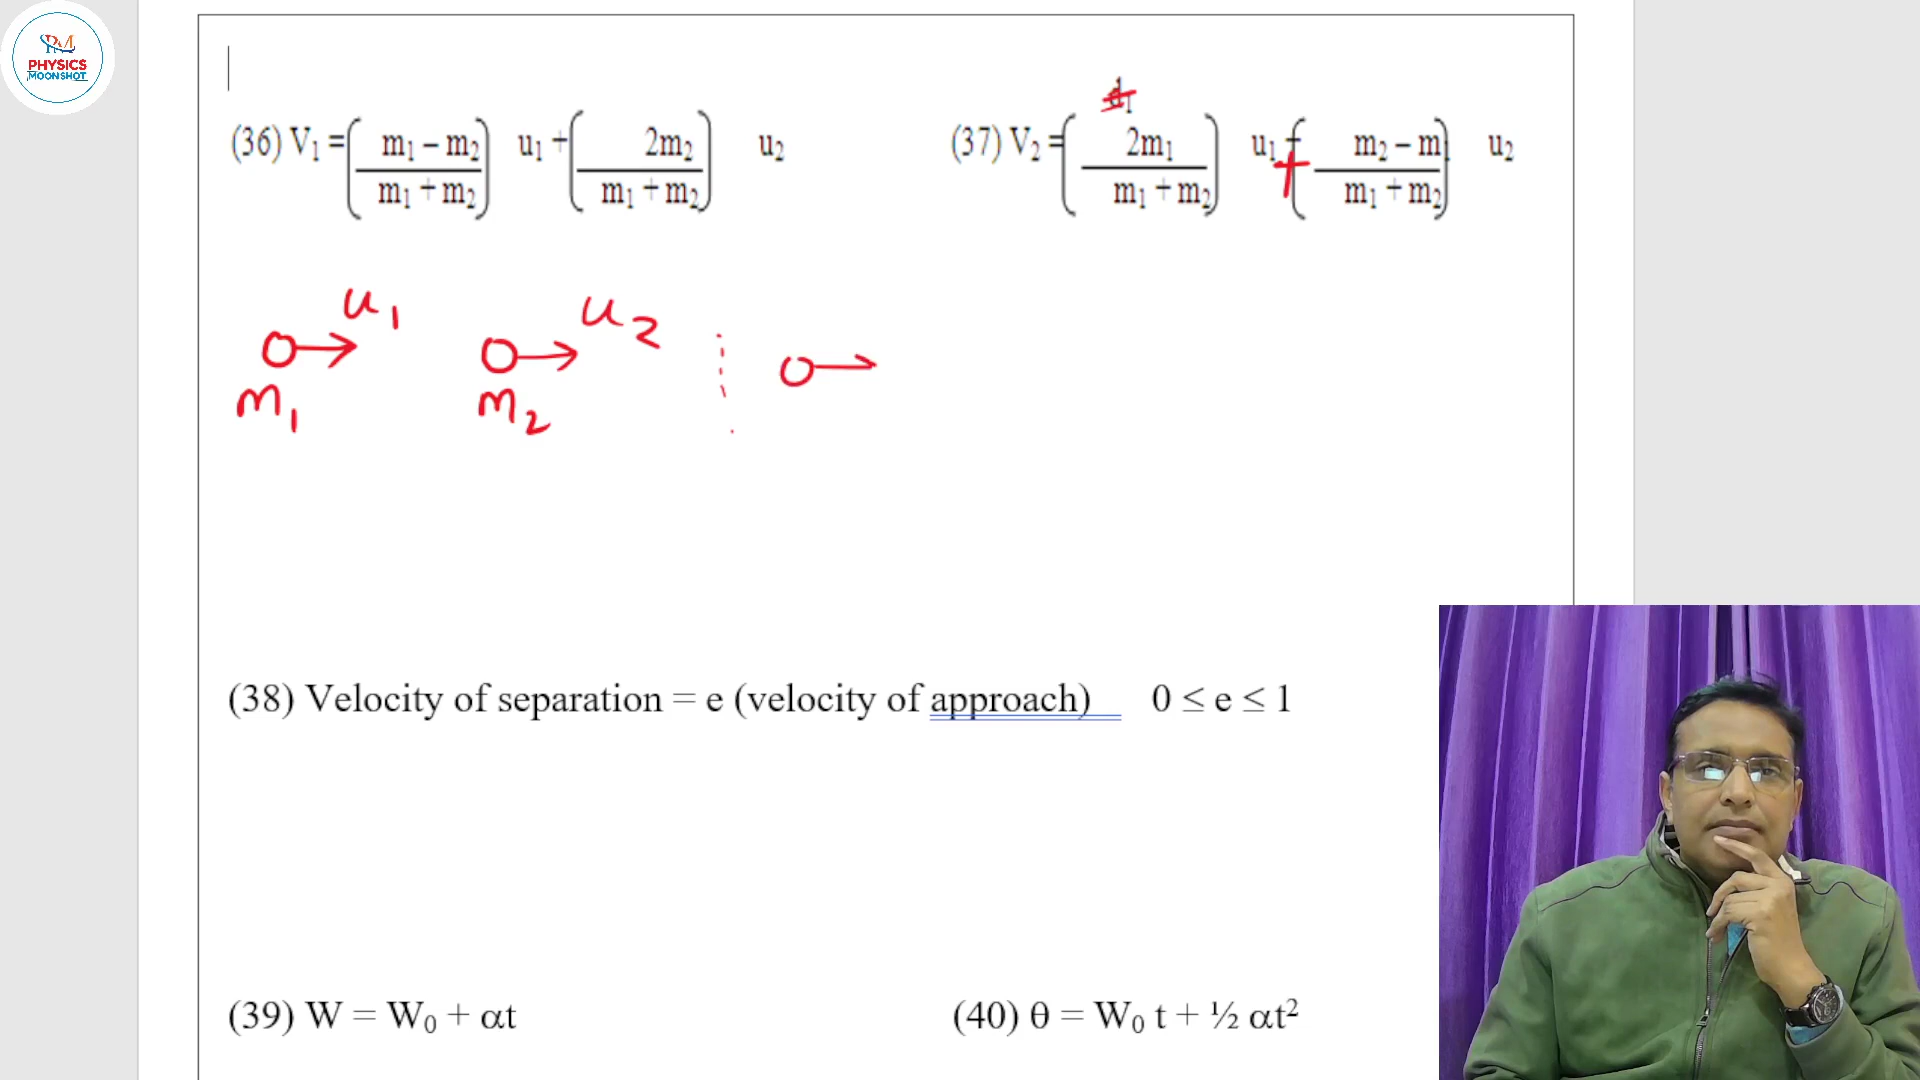 PHYSICS
MOONSHOT
(36) V₁ = ( m₁ – m₂ / m₁ + m₂ ) u₁ + ( 2m₂ / m₁ + m₂ ) u₂
(37) V₂ = ( 2m₁ / m₁ + m₂ ) u₁ + ( m₂ – m / m₁ + m₂ ) u₂
u₁ u₂
m₁ m₂
(38) Velocity of separation = e (velocity of approach) 0 ≤ e ≤ 1
(39) W = W₀ + αt
(40) θ = W₀ t + ½ αt²